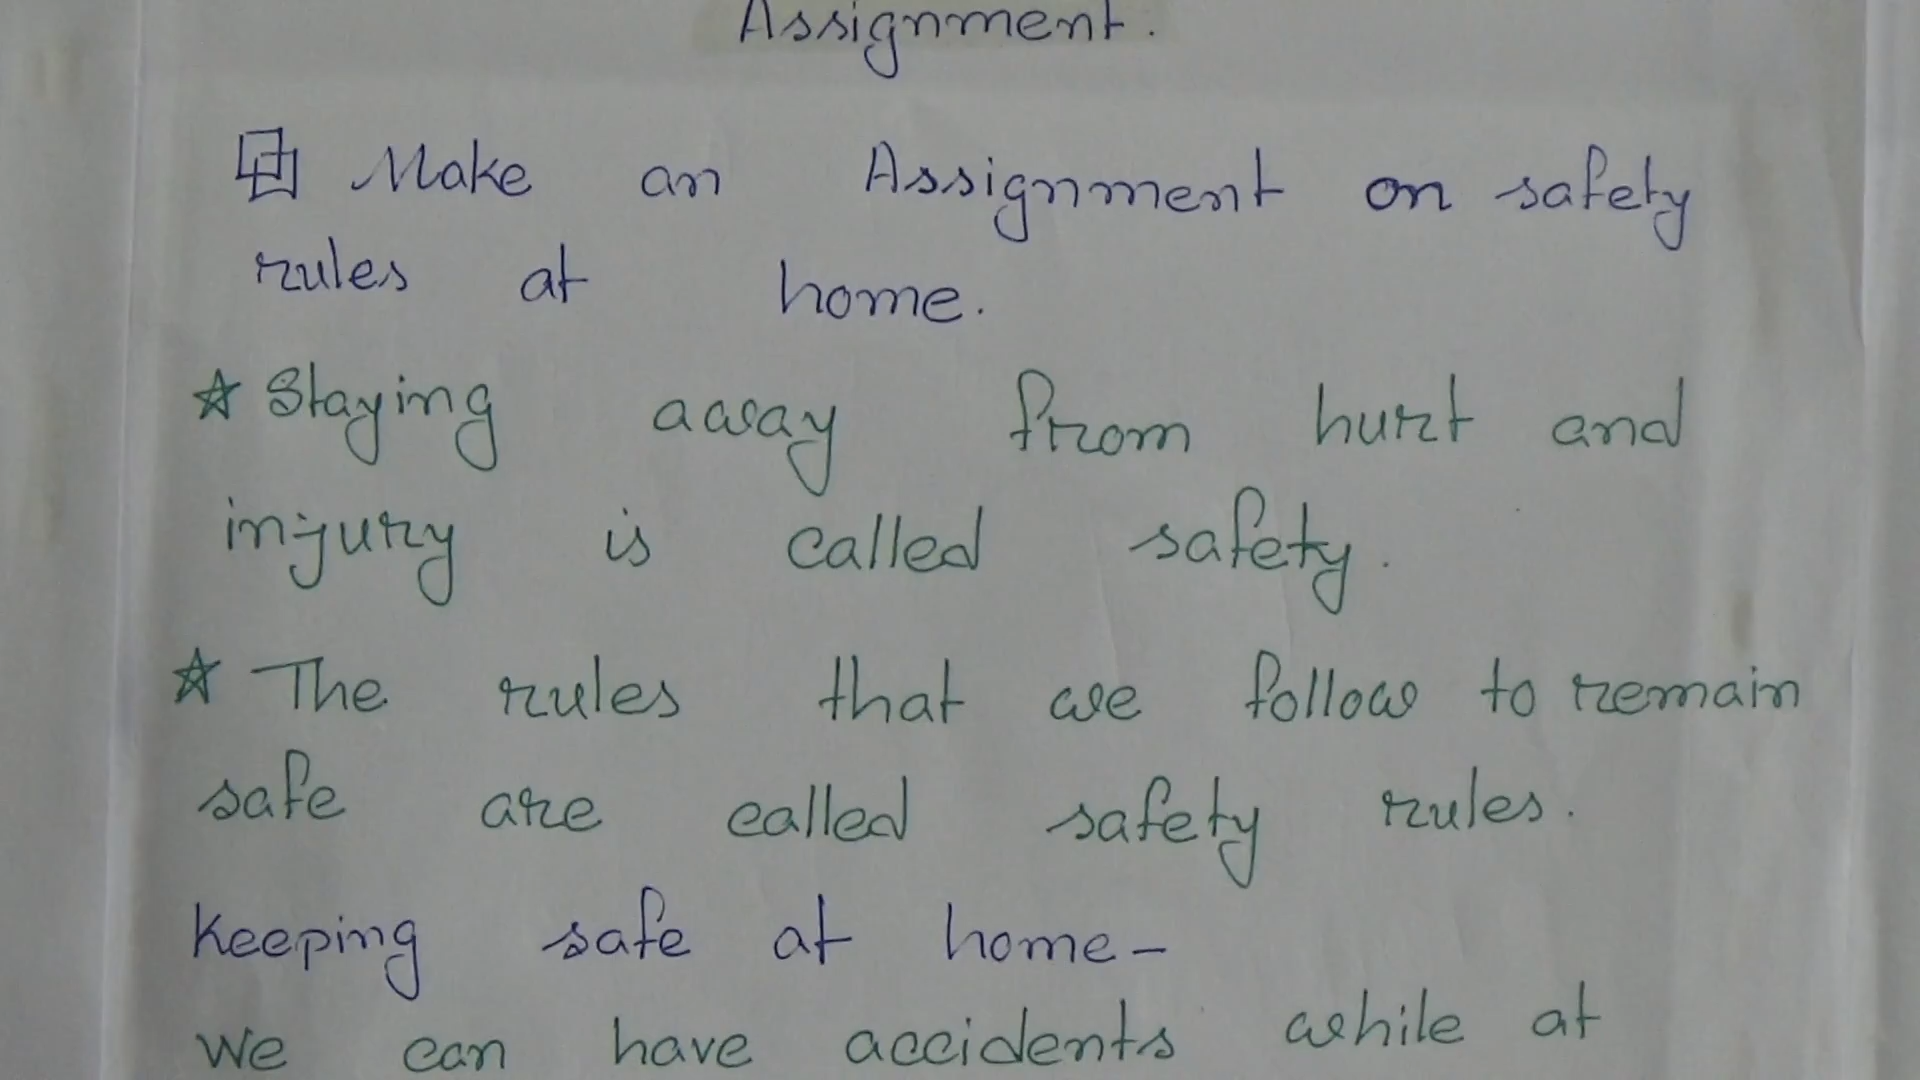 Assignment.
Make an Assignment on safety
rules at home.
☆ Staying away from hurt and
injury is called safety.
☆ The rules that we follow to remain
safe are called safety rules.
Keeping safe at home-
We can have accidents while at